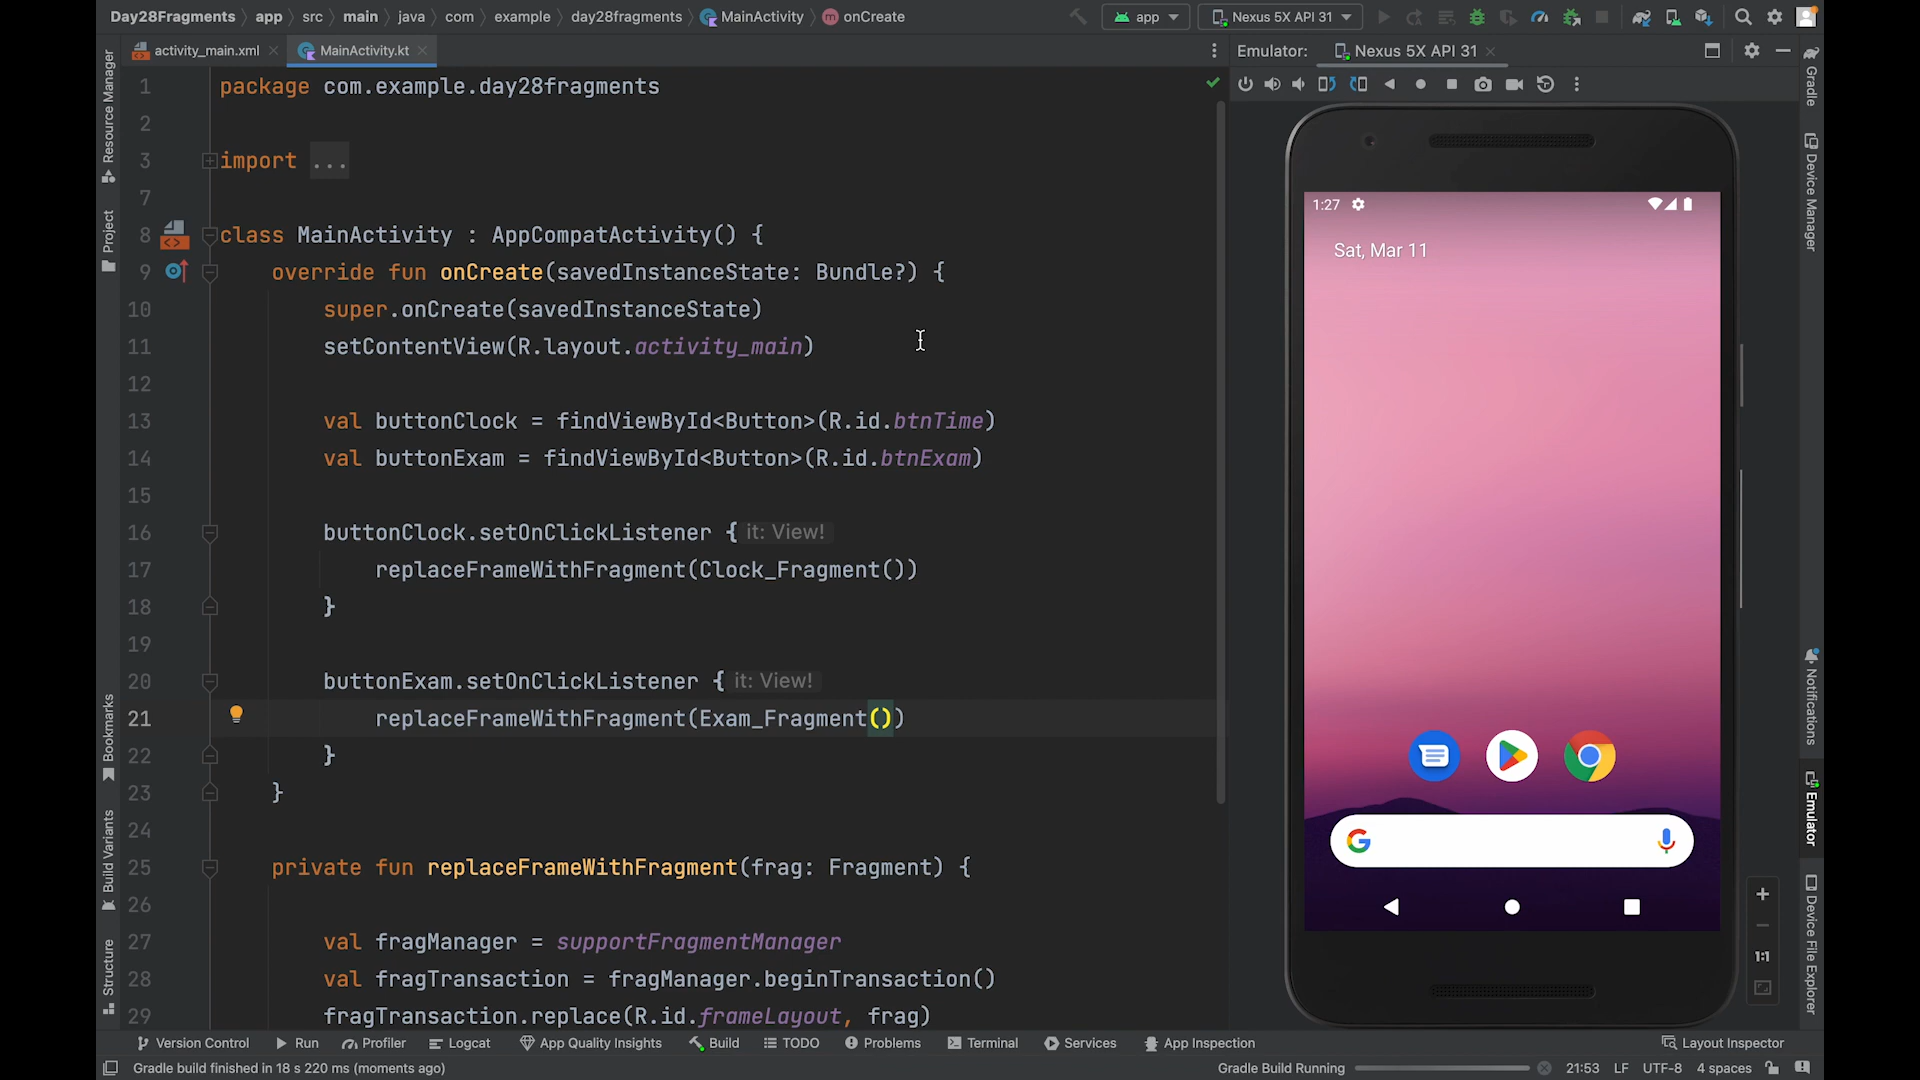 Day28Fragments app src main java com example day28fragments MainActivity onCreate app Nexus 5X API 31
activity_main.xml MainActivity.kt Emulator: Nexus 5X API 31
1 package com.example.day28fragments
2
3 import ...
7
8 class MainActivity : AppCompatActivity() {
9 override fun onCreate(savedInstanceState: Bundle?) {
10 super.onCreate(savedInstanceState)
11 setContentView(R.layout.activity_main)
12
13 val buttonClock = findViewById<Button>(R.id.btnTime)
14 val buttonExam = findViewById<Button>(R.id.btnExam)
15
16 buttonClock.setOnClickListener { it: View!
17 replaceFrameWithFragment(Clock_Fragment())
18 }
19
20 buttonExam.setOnClickListener { it: View!
21 replaceFrameWithFragment(Exam_Fragment())
22 }
23 }
24
25 private fun replaceFrameWithFragment(frag: Fragment) {
26
27 val fragManager = supportFragmentManager
28 val fragTransaction = fragManager.beginTransaction()
29 fragTransaction.replace(R.id.frameLayout, frag)
Resource Manager
Project
Bookmarks
Build Variants
Structure
1:27
Sat, Mar 11
G
1:1
Gradle
Device Manager
Notifications
Emulator
Device File Explorer
Version Control Run Profiler Logcat App Quality Insights Build TODO Problems Terminal Services App Inspection Layout Inspector
Gradle build finished in 18 s 220 ms (moments ago) Gradle Build Running 21:53 LF UTF-8 4 spaces